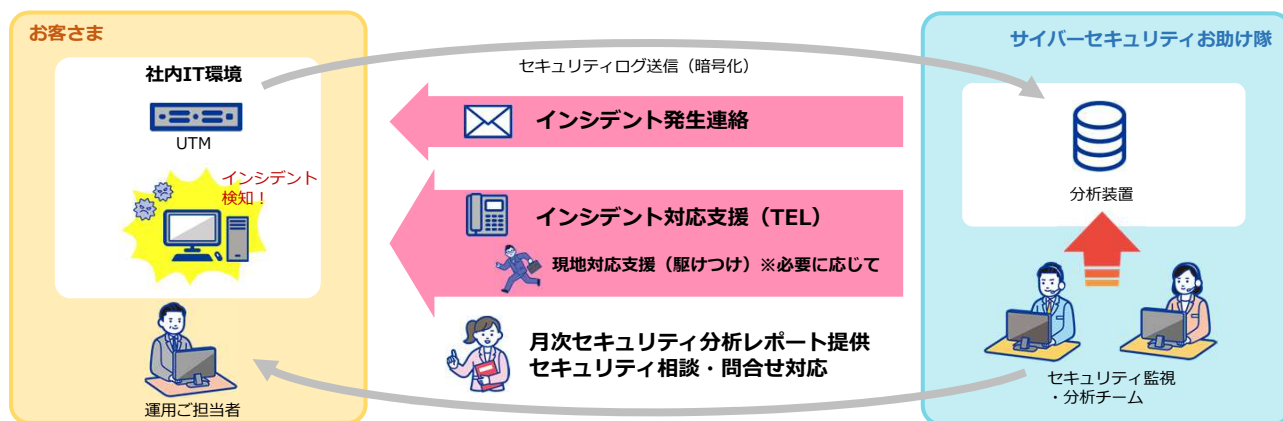 お客さま
社内IT環境
UTM
インシデント
検知！
運用ご担当者
セキュリティログ送信（暗号化）
インシデント発生連絡
インシデント対応支援（TEL）
現地対応支援（駆けつけ）※必要に応じて
月次セキュリティ分析レポート提供
セキュリティ相談・問合せ対応
サイバーセキュリティお助け隊
分析装置
セキュリティ監視
・分析チーム